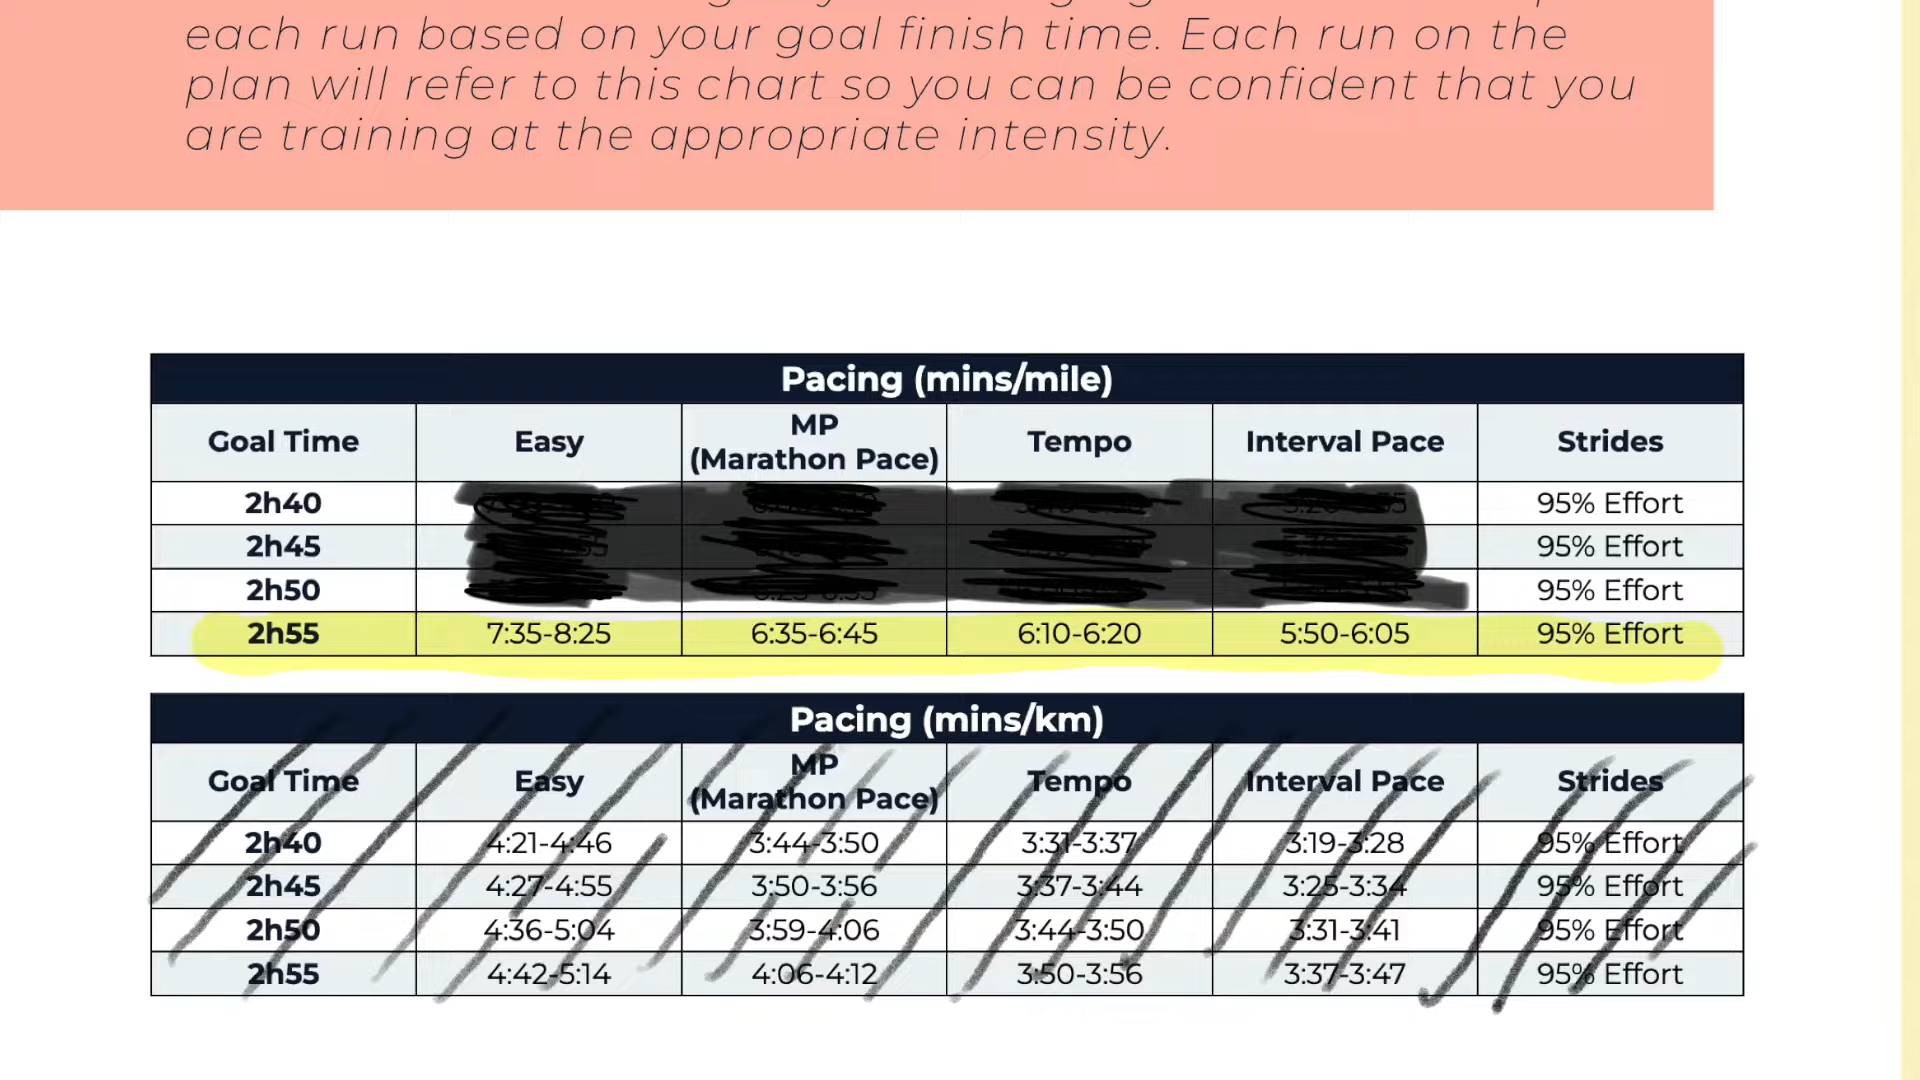 each run based on your goal finish time. Each run on the
plan will refer to this chart so you can be confident that you
are training at the appropriate intensity.
Pacing (mins/mile)
Goal Time Easy MP (Marathon Pace) Tempo Interval Pace Strides
2h40 95% Effort
2h45 95% Effort
2h50 95% Effort
2h55 7:35-8:25 6:35-6:45 6:10-6:20 5:50-6:05 95% Effort
Pacing (mins/km)
Goal Time Easy MP (Marathon Pace) Tempo Interval Pace Strides
2h40 4:21-4:46 3:44-3:50 3:31-3:37 3:19-3:28 95% Effort
2h45 4:27-4:55 3:50-3:56 3:37-3:44 3:25-3:34 95% Effort
2h50 4:36-5:04 3:59-4:06 3:44-3:50 3:31-3:41 95% Effort
2h55 4:42-5:14 4:06-4:12 3:50-3:56 3:37-3:47 95% Effort